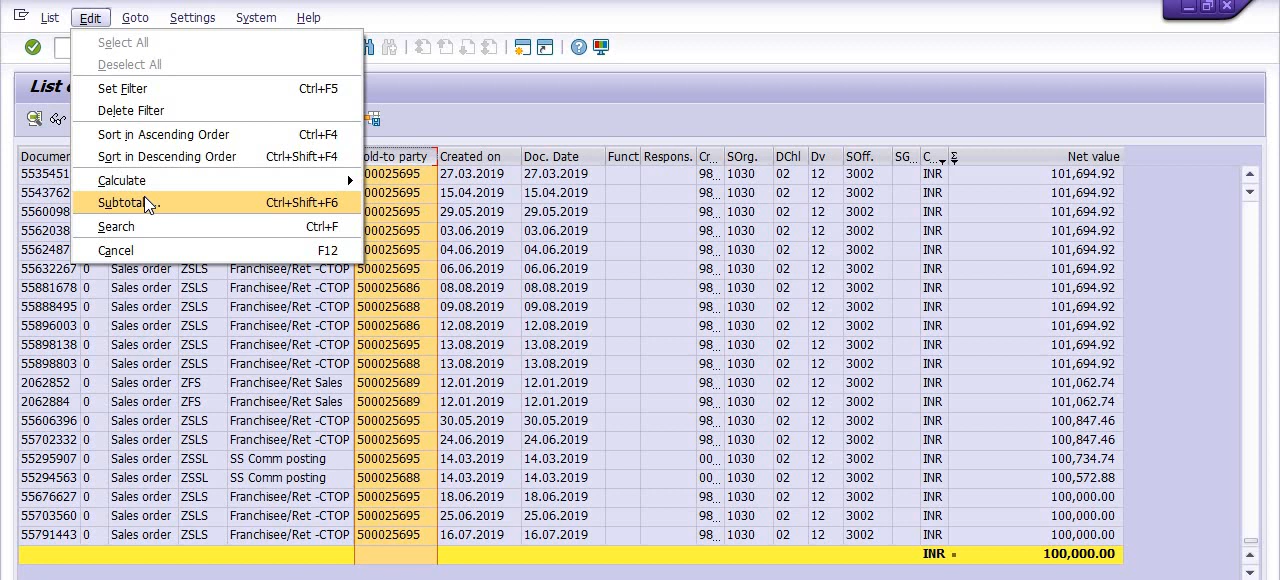 List Edit Goto Settings System Help
Select All
Deselect All
Set Filter Ctrl+F5
Delete Filter
Sort in Ascending Order Ctrl+F4
Sort in Descending Order Ctrl+Shift+F4
Calculate
Ctrl+Shift+F6
Search Ctrl+F
Cancel F12
List
Documen old-to party Created on Doc. Date Funct Respons. Cr... SOrg. DChl Dv SOff. SG... C... Σ Net value
5535451 500025695 27.03.2019 27.03.2019 98... 1030 02 12 3002 INR 101,694.92
5543762 500025695 15.04.2019 15.04.2019 98... 1030 02 12 3002 INR 101,694.92
5560098 500025695 29.05.2019 29.05.2019 98... 1030 02 12 3002 INR 101,694.92
5562038 500025695 03.06.2019 03.06.2019 98... 1030 02 12 3002 INR 101,694.92
5562487 500025695 04.06.2019 04.06.2019 98... 1030 02 12 3002 INR 101,694.92
55632267 0 Sales order ZSLS Franchisee/Ret -CTOP 500025695 06.06.2019 06.06.2019 98... 1030 02 12 3002 INR 101,694.92
55881678 0 Sales order ZSLS Franchisee/Ret -CTOP 500025686 08.08.2019 08.08.2019 98... 1030 02 12 3002 INR 101,694.92
55888495 0 Sales order ZSLS Franchisee/Ret -CTOP 500025688 09.08.2019 09.08.2019 98... 1030 02 12 3002 INR 101,694.92
55896003 0 Sales order ZSLS Franchisee/Ret -CTOP 500025686 12.08.2019 12.08.2019 98... 1030 02 12 3002 INR 101,694.92
55898138 0 Sales order ZSLS Franchisee/Ret -CTOP 500025695 13.08.2019 13.08.2019 98... 1030 02 12 3002 INR 101,694.92
55898803 0 Sales order ZSLS Franchisee/Ret -CTOP 500025688 13.08.2019 13.08.2019 98... 1030 02 12 3002 INR 101,694.92
2062852 0 Sales order ZFS Franchisee/Ret Sales 500025689 12.01.2019 12.01.2019 98... 1030 02 12 3002 INR 101,062.74
2062884 0 Sales order ZFS Franchisee/Ret Sales 500025689 12.01.2019 12.01.2019 98... 1030 02 12 3002 INR 101,062.74
55606396 0 Sales order ZSLS Franchisee/Ret -CTOP 500025695 30.05.2019 30.05.2019 98... 1030 02 12 3002 INR 100,847.46
55702332 0 Sales order ZSLS Franchisee/Ret -CTOP 500025695 24.06.2019 24.06.2019 98... 1030 02 12 3002 INR 100,847.46
55295907 0 Sales order ZSSL SS Comm posting 500025695 14.03.2019 14.03.2019 00... 1030 02 12 3002 INR 100,734.74
55294563 0 Sales order ZSSL SS Comm posting 500025688 14.03.2019 14.03.2019 00... 1030 02 12 3002 INR 100,572.88
55676627 0 Sales order ZSLS Franchisee/Ret -CTOP 500025695 18.06.2019 18.06.2019 98... 1030 02 12 3002 INR 100,000.00
55703560 0 Sales order ZSLS Franchisee/Ret -CTOP 500025695 25.06.2019 25.06.2019 98... 1030 02 12 3002 INR 100,000.00
55791443 0 Sales order ZSLS Franchisee/Ret -CTOP 500025695 16.07.2019 16.07.2019 98... 1030 02 12 3002 INR 100,000.00
INR ▪ 100,000.00